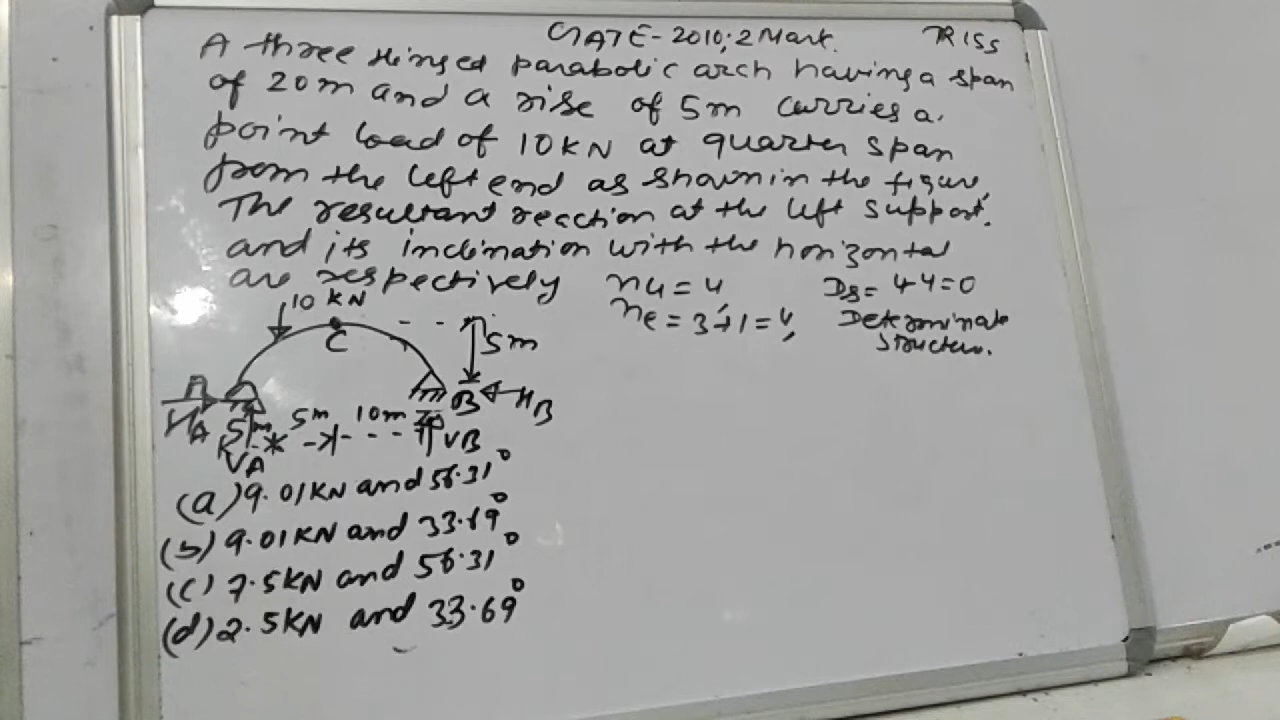 GATE-2010, 2 Mark.
A three Hinged parabolic arch having a span
of 20m and a rise of 5m carries a.
point load of 10KN at quarter span
from the left end as shown in the figure,
The resultant reaction at the left support.
and its inclination with the horizontal
are respectively
n4 = 4 Ds = 4-4=0
ne = 3+1=4, Determinate
Structure.
10 KN
C
5m
A
HA
B
HB
5m 5m 10m
VA
VB
(a) 9.01KN and 56.31°
(b) 9.01KN and 33.69°
(c) 7.5KN and 56.31°
(d) 2.5KN and 33.69°